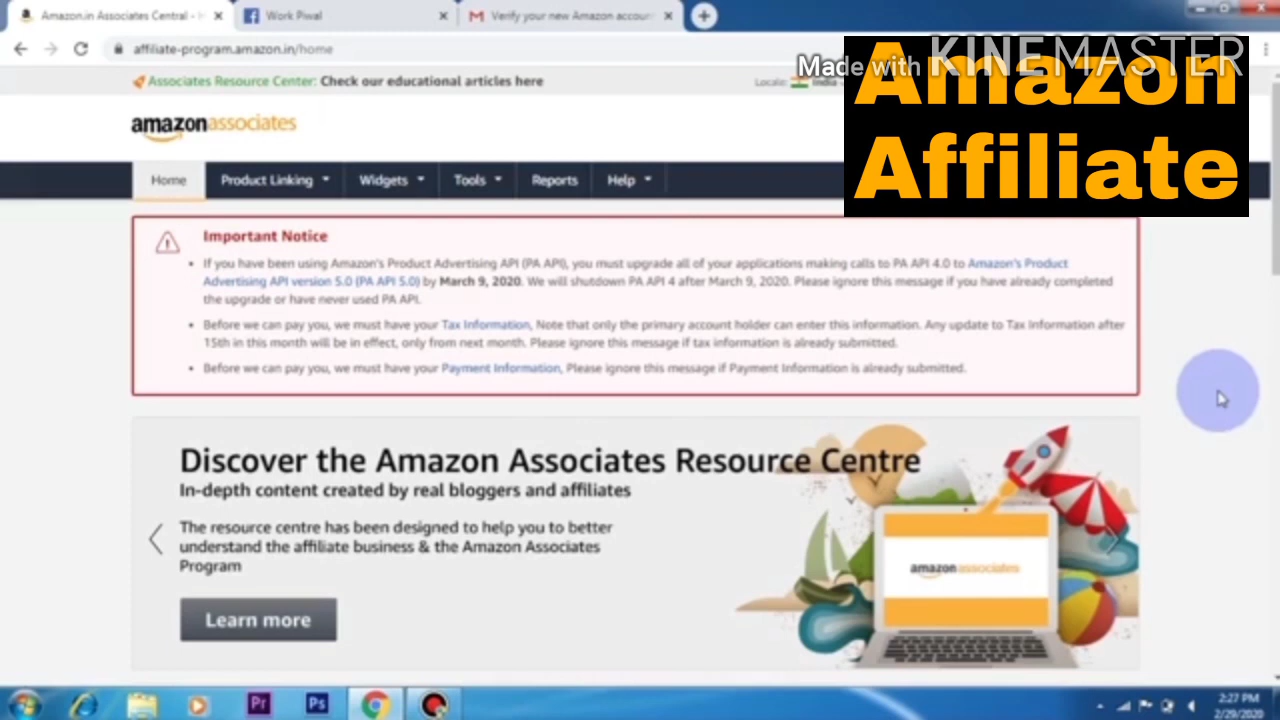 Amazon.in Associates Central - H
Work Piwal
Verify your new Amazon account
affiliate-program.amazon.in/home
Made with KINEMASTER
Amazon
Affiliate
Associates Resource Center: Check our educational articles here
Locale: India
amazonassociates
Home
Product Linking
Widgets
Tools
Reports
Help
Important Notice
If you have been using Amazon's Product Advertising API (PA API), you must upgrade all of your applications making calls to PA API 4.0 to Amazon's Product
Advertising API version 5.0 (PA API 5.0) by March 9, 2020. We will shutdown PA API 4 after March 9, 2020. Please ignore this message if you have already completed
the upgrade or have never used PA API.
Before we can pay you, we must have your Tax Information, Note that only the primary account holder can enter this information. Any update to Tax Information after
15th in this month will be in effect, only from next month. Please ignore this message if tax information is already submitted.
Before we can pay you, we must have your Payment Information, Please ignore this message if Payment Information is already submitted.
Discover the Amazon Associates Resource Centre
In-depth content created by real bloggers and affiliates
The resource centre has been designed to help you to better
understand the affiliate business & the Amazon Associates
Program
Learn more
amazonassociates
Pr
Ps
2:27 PM
2/29/2020